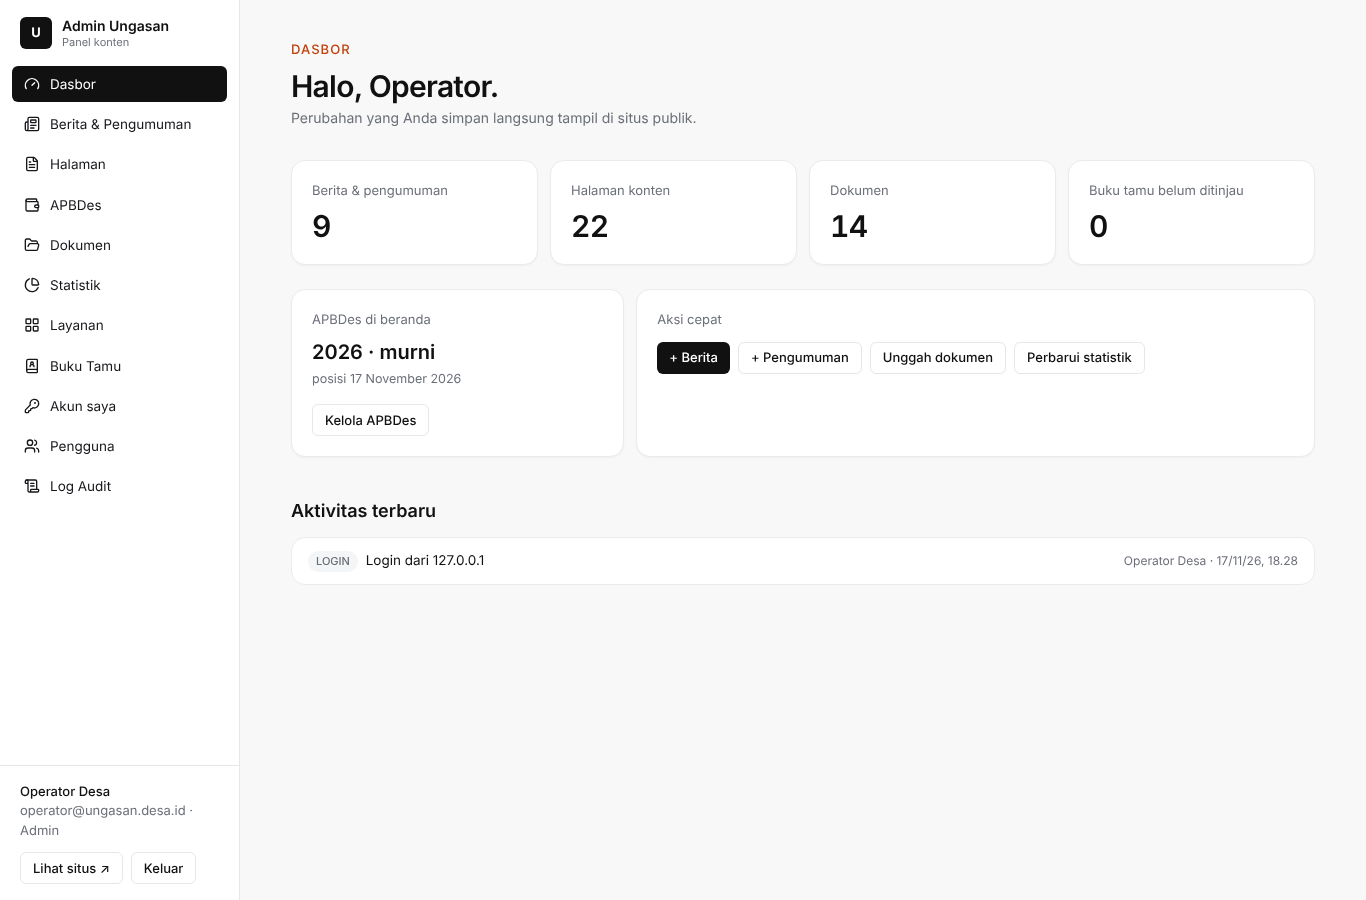 U
Admin Ungasan
Panel konten
Dasbor
Berita & Pengumuman
Halaman
APBDes
Dokumen
Statistik
Layanan
Buku Tamu
Akun saya
Pengguna
Log Audit
Operator Desa
operator@ungasan.desa.id ·
Admin
Lihat situs ↗
Keluar
DASBOR
Halo, Operator.
Perubahan yang Anda simpan langsung tampil di situs publik.
Berita & pengumuman
9
Halaman konten
22
Dokumen
14
Buku tamu belum ditinjau
0
APBDes di beranda
2026 · murni
posisi 17 November 2026
Kelola APBDes
Aksi cepat
+ Berita
+ Pengumuman
Unggah dokumen
Perbarui statistik
Aktivitas terbaru
LOGIN Login dari 127.0.0.1 Operator Desa · 17/11/26, 18.28